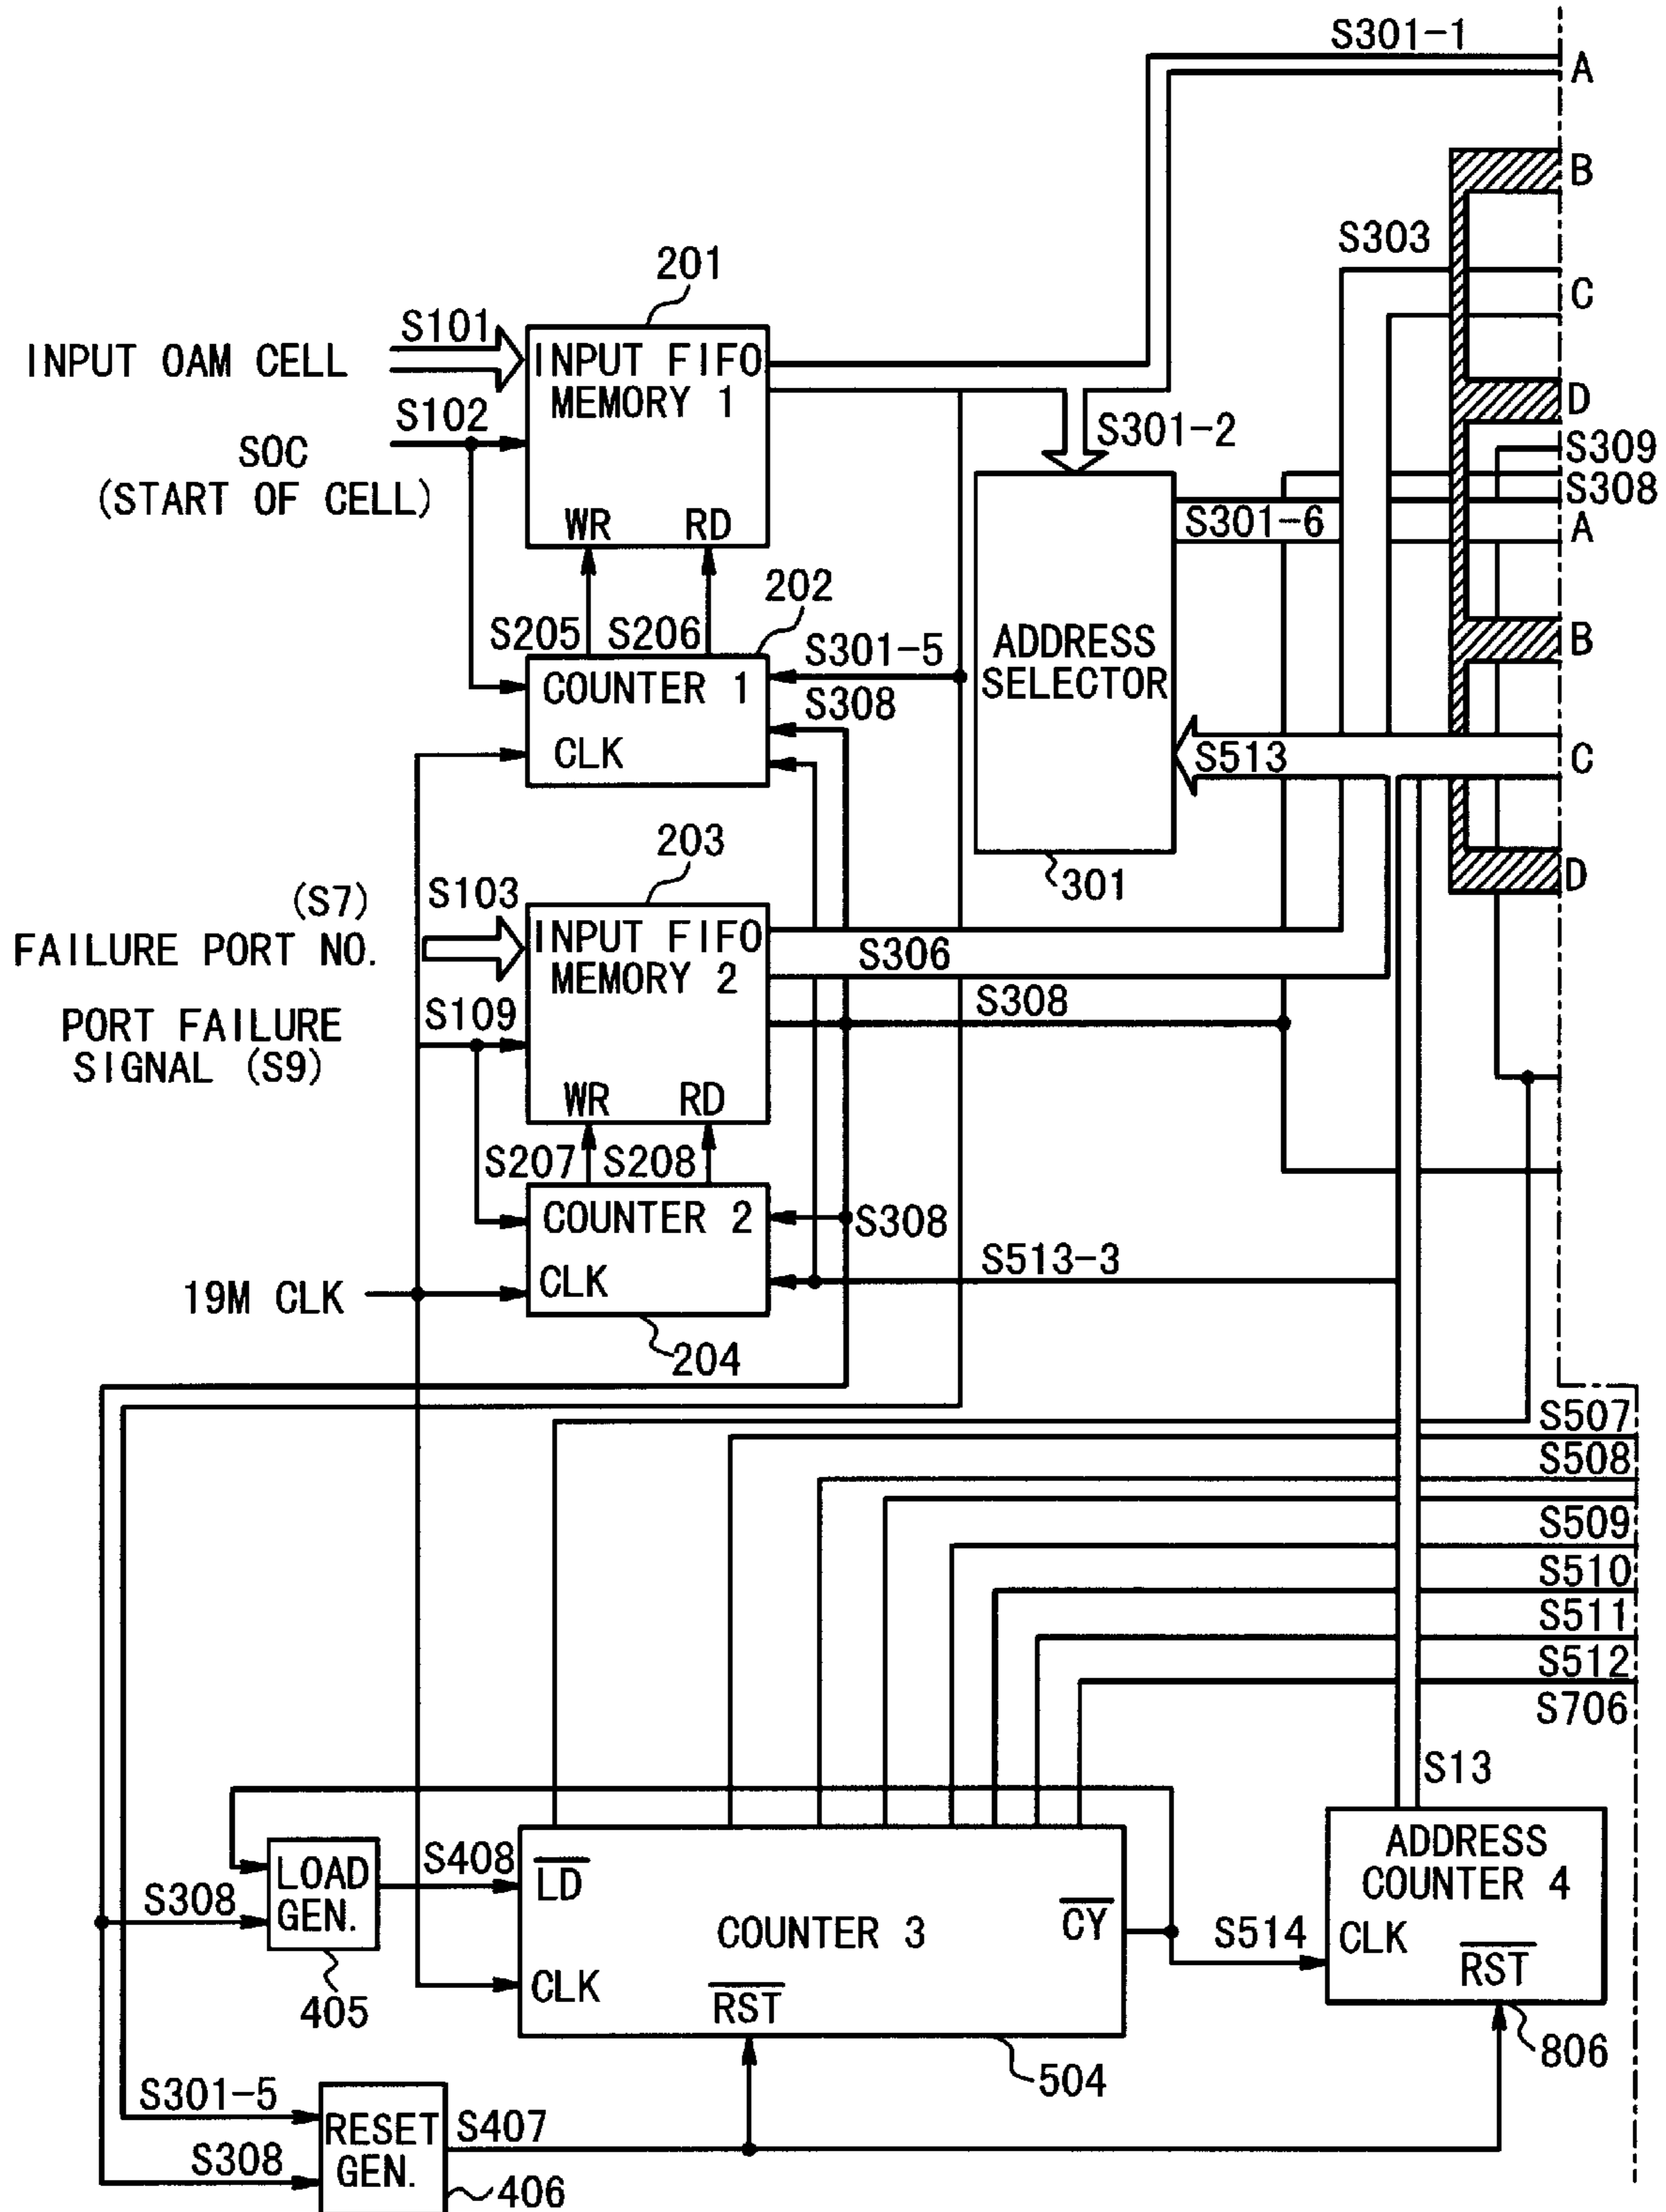 S301-1
A
B
S303
C
201
INPUT OAM CELL
S101
INPUT FIFO
MEMORY 1
D
S102
SOC
(START OF CELL)
S301-2
S309
S308
WR RD
S301-6
A
202
S205 S206
S301-5
ADDRESS
SELECTOR
B
COUNTER 1
S308
CLK
S513
C
203
301
D
(S7)
FAILURE PORT NO.
S103
INPUT FIFO
MEMORY 2
S306
S308
PORT FAILURE
SIGNAL (S9)
S109
WR RD
S207 S208
COUNTER 2
S308
CLK
S513-3
19M CLK
204
S507
S508
S509
S510
S511
S512
S706
S13
LOAD
GEN.
S408
LD
S308
COUNTER 3
CY
S514
ADDRESS
COUNTER 4
CLK
RST
405
CLK
RST
504
806
S301-5
RESET
GEN.
S407
S308
406